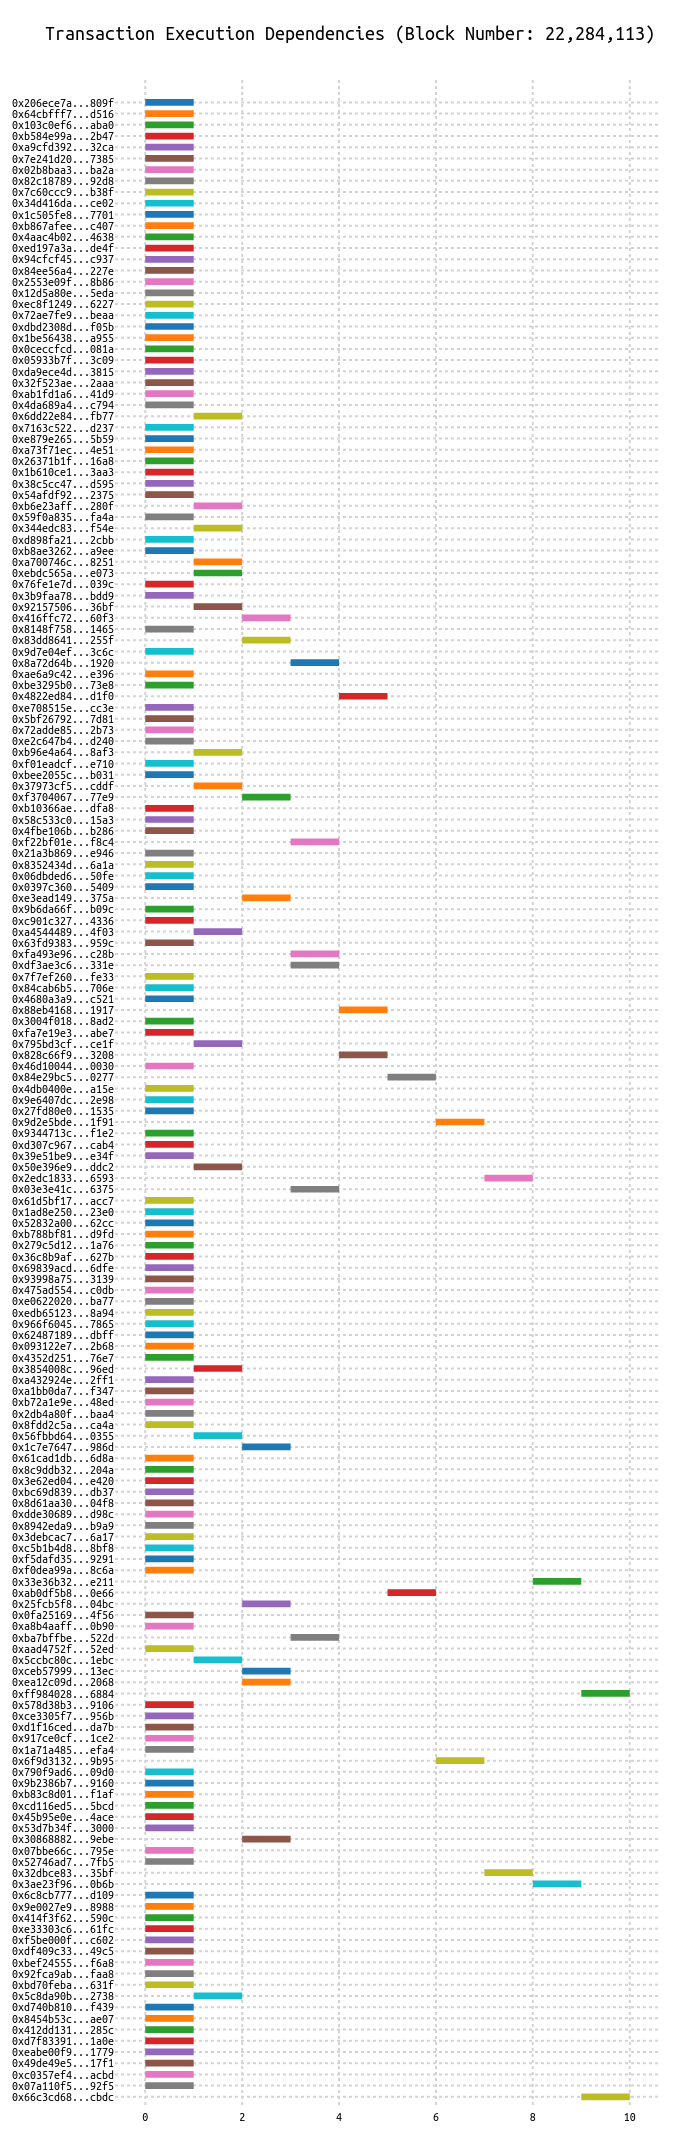 Transaction Execution Dependencies (Block Number: 22,284,113)
0x206ece7a...809f
0x64cbfff7...d516
0x103c0ef6...aba0
0xb584e99a...2b47
0xa9cfd392...32ca
0x7e241d20...7385
0x02b8baa3...ba2a
0x82c18789...92d8
0x7c60ccc9...b38f
0x34d416da...ce02
0x1c505fe8...7701
0xb867afee...c407
0x4aac4b02...4638
0xed197a3a...de4f
0x94cfcf45...c937
0x84ee56a4...227e
0x2553e09f...8b86
0x12d5a80e...5eda
0xec8f1249...6227
0x72ae7fe9...beaa
0xdbd2308d...f05b
0x1be56438...a955
0x0ceccfcd...081a
0x05933b7f...3c09
0xda9ece4d...3815
0x32f523ae...2aaa
0xab1fd1a6...41d9
0x4da689a4...c794
0x6dd22e84...fb77
0x7163c522...d237
0xe879e265...5b59
0xa73f71ec...4e51
0x26371b1f...16a8
0x1b610ce1...3aa3
0x38c5cc47...d595
0x54afdf92...2375
0xb6e23aff...280f
0x59f0a835...fa4a
0x344edc83...f54e
0xd898fa21...2cbb
0xb8ae3262...a9ee
0xa700746c...8251
0xebdc565a...e073
0x76fe1e7d...039c
0x3b9faa78...bdd9
0x92157506...36bf
0x416ffc72...60f3
0x8148f758...1465
0x83dd8641...255f
0x9d7e04ef...3c6c
0x8a72d64b...1920
0xae6a9c42...e396
0xbe3295b0...73e8
0x4822ed84...d1f0
0xe708515e...cc3e
0x5bf26792...7d81
0x72adde85...2b73
0xe2c647b4...d240
0xb96e4a64...8af3
0xf01eadcf...e710
0xbee2055c...b031
0x37973cf5...cddf
0xf3704067...77e9
0xb10366ae...dfa8
0x58c533c0...15a3
0x4fbe106b...b286
0xf22bf01e...f8c4
0x21a3b869...e946
0x8352434d...6a1a
0x06dbded6...50fe
0x0397c360...5409
0xe3ead149...375a
0x9b6da66f...b09c
0xc901c327...4336
0xa4544489...4f03
0x63fd9383...959c
0xfa493e96...c28b
0xdf3ae3c6...331e
0x7f7ef260...fe33
0x84cab6b5...706e
0x4680a3a9...c521
0x88eb4168...1917
0x3004f018...8ad2
0xfa7e19e3...abe7
0x795bd3cf...ce1f
0x828c66f9...3208
0x46d10044...0030
0x84e29bc5...0277
0x4db0400e...a15e
0x9e6407dc...2e98
0x27fd80e0...1535
0x9d2e5bde...1f91
0x9344713c...f1e2
0xd307c967...cab4
0x39e51be9...e34f
0x50e396e9...ddc2
0x2edc1833...6593
0x03e3e41c...6375
0x61d5bf17...acc7
0x1ad8e250...23e0
0x52832a00...62cc
0xb788bf81...d9fd
0x279c5d12...1a76
0x36c8b9af...627b
0x69839acd...6dfe
0x93998a75...3139
0x475ad554...c0db
0xe0622020...ba77
0xedb65123...8a94
0x966f6045...7865
0x62487189...dbff
0x093122e7...2b68
0x4352d251...76e7
0x3854008c...96ed
0xa432924e...2ff1
0xa1bb0da7...f347
0xb72a1e9e...48ed
0x2db4a80f...baa4
0x8fdd2c5a...ca4a
0x56fbbd64...0355
0x1c7e7647...986d
0x61cad1db...6d8a
0x8c9ddb32...204a
0x3e62ed04...e420
0xbc69d839...db37
0x8d61aa30...04f8
0xdde30689...d98c
0x8942eda9...b9a9
0x3debcac7...6a17
0xc5b1b4d8...8bf8
0xf5dafd35...9291
0xf0dea99a...8c6a
0x33e36b32...e211
0xab0df5b8...0e66
0x25fcb5f8...04bc
0x0fa25169...4f56
0xa8b4aaff...0b90
0xba7bffbe...522d
0xaad4752f...52ed
0x5ccbc80c...1ebc
0xceb57999...13ec
0xea12c09d...2068
0xff984028...6884
0x578d38b3...9106
0xce3305f7...956b
0xd1f16ced...da7b
0x917ce0cf...1ce2
0x1a71a485...efa4
0x6f9d3132...9b95
0x790f9ad6...09d0
0x9b2386b7...9160
0xb83c8d01...f1af
0xcd116ed5...5bcd
0x45b95e0e...4ace
0x53d7b34f...3000
0x30868882...9ebe
0x07bbe66c...795e
0x52746ad7...7fb5
0x32dbce83...35bf
0x3ae23f96...0b6b
0x6c8cb777...d109
0x9e0027e9...8988
0x414f3f62...590c
0xe33303c6...61fc
0xf5be000f...c602
0xdf409c33...49c5
0xbef24555...f6a8
0x92fca9ab...faa8
0xbd70feba...631f
0x5c8da90b...2738
0xd740b810...f439
0x8454b53c...ae07
0x412dd131...285c
0xd7f83391...1a0e
0xeabe00f9...1779
0x49de49e5...17f1
0xc0357ef4...acbd
0x07a110f5...92f5
0x66c3cd68...cbdc
0 2 4 6 8 10